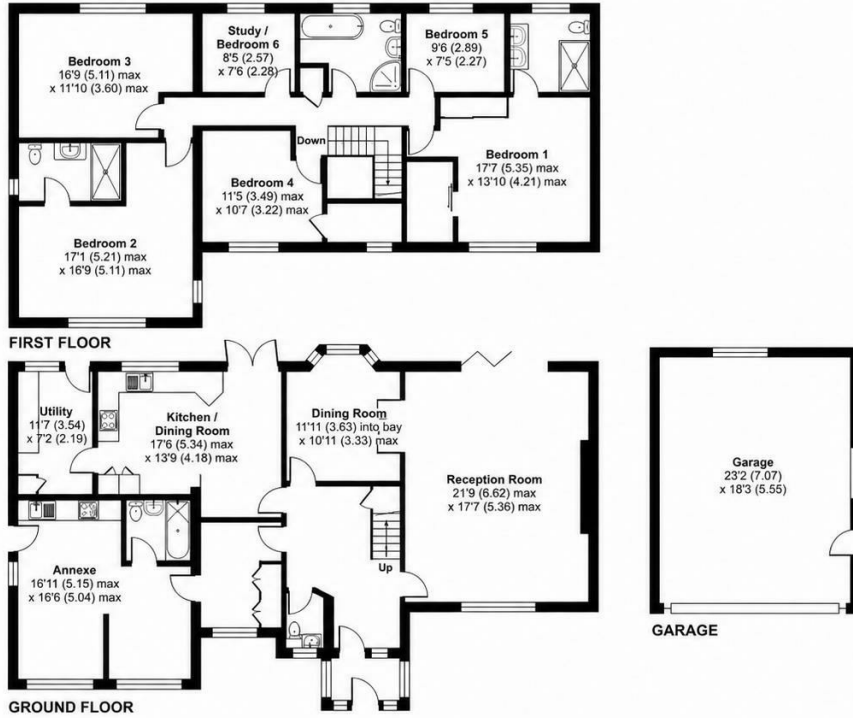 Bedroom 3
16'9 (5.11) max
x 11'10 (3.60) max
Study /
Bedroom 6
8'5 (2.57)
x 7'6 (2.28)
Bedroom 5
9'6 (2.89)
x 7'5 (2.27)
Down
Bedroom 1
17'7 (5.35) max
x 13'10 (4.21) max
Bedroom 4
11'5 (3.49) max
x 10'7 (3.22) max
Bedroom 2
17'1 (5.21) max
x 16'9 (5.11) max
FIRST FLOOR
Utility
11'7 (3.54)
x 7'2 (2.19)
Kitchen /
Dining Room
17'6 (5.34) max
x 13'9 (4.18) max
Dining Room
11'11 (3.63) into bay
x 10'11 (3.33) max
Reception Room
21'9 (6.62) max
x 17'7 (5.36) max
Annexe
16'11 (5.15) max
x 16'6 (5.04) max
Up
GROUND FLOOR
Garage
23'2 (7.07)
x 18'3 (5.55)
GARAGE